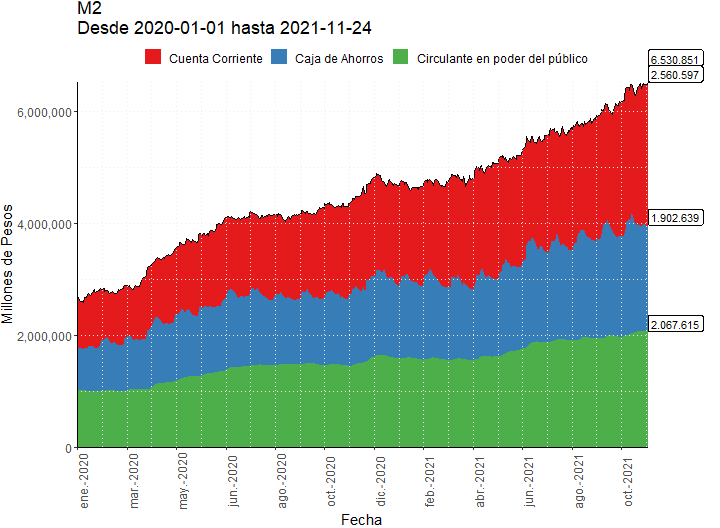 M2
Desde 2020-01-01 hasta 2021-11-24
Cuenta Corriente Caja de Ahorros Circulante en poder del público
6.530.851
2.560.597
1.902.639
2.067.615
6,000,000
4,000,000
2,000,000
0
Millones de Pesos
ene.-2020 mar.-2020 may.-2020 jun.-2020 ago.-2020 oct.-2020 dic.-2020 feb.-2021 abr.-2021 jun.-2021 ago.-2021 oct.-2021
Fecha